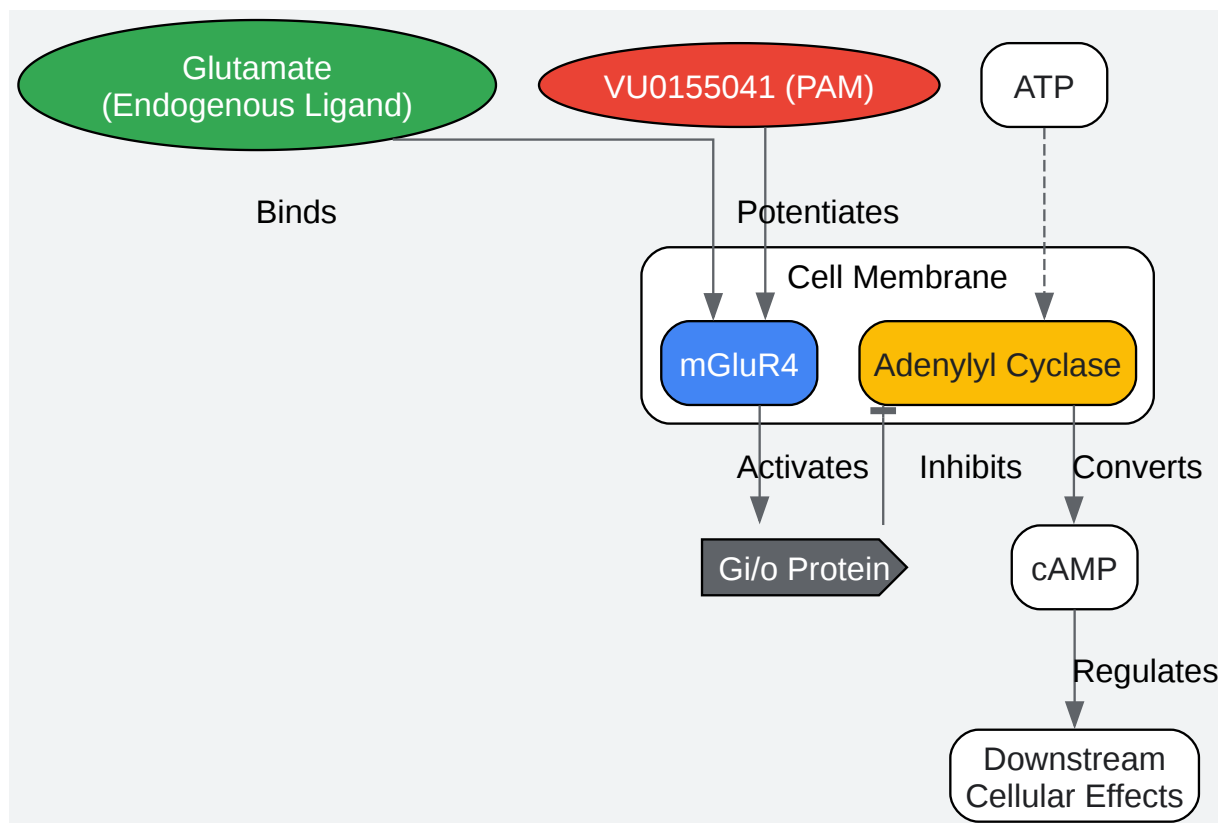 Glutamate
(Endogenous Ligand)
VU0155041 (PAM)
ATP
Binds
Potentiates
Cell Membrane
mGluR4
Adenylyl Cyclase
Activates
Inhibits
Converts
Gi/o Protein
cAMP
Regulates
Downstream
Cellular Effects